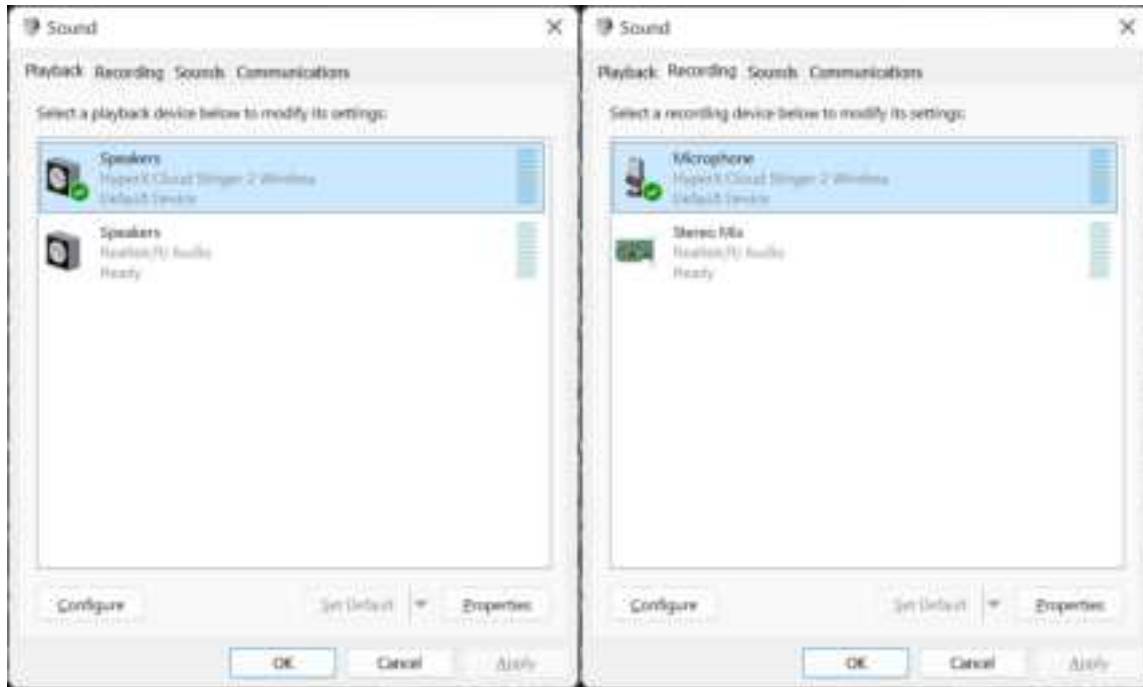 Sound
Playback Recording Sounds Communications
Select a playback device below to modify its settings:
Speakers
HyperX Cloud Stinger 2 Wireless
Default Device
Speakers
Realtek(R) Audio
Ready
Configure
Set Default
Properties
OK
Cancel
Apply
Sound
Playback Recording Sounds Communications
Select a recording device below to modify its settings:
Microphone
HyperX Cloud Stinger 2 Wireless
Default Device
Stereo Mix
Realtek(R) Audio
Ready
Configure
Set Default
Properties
OK
Cancel
Apply